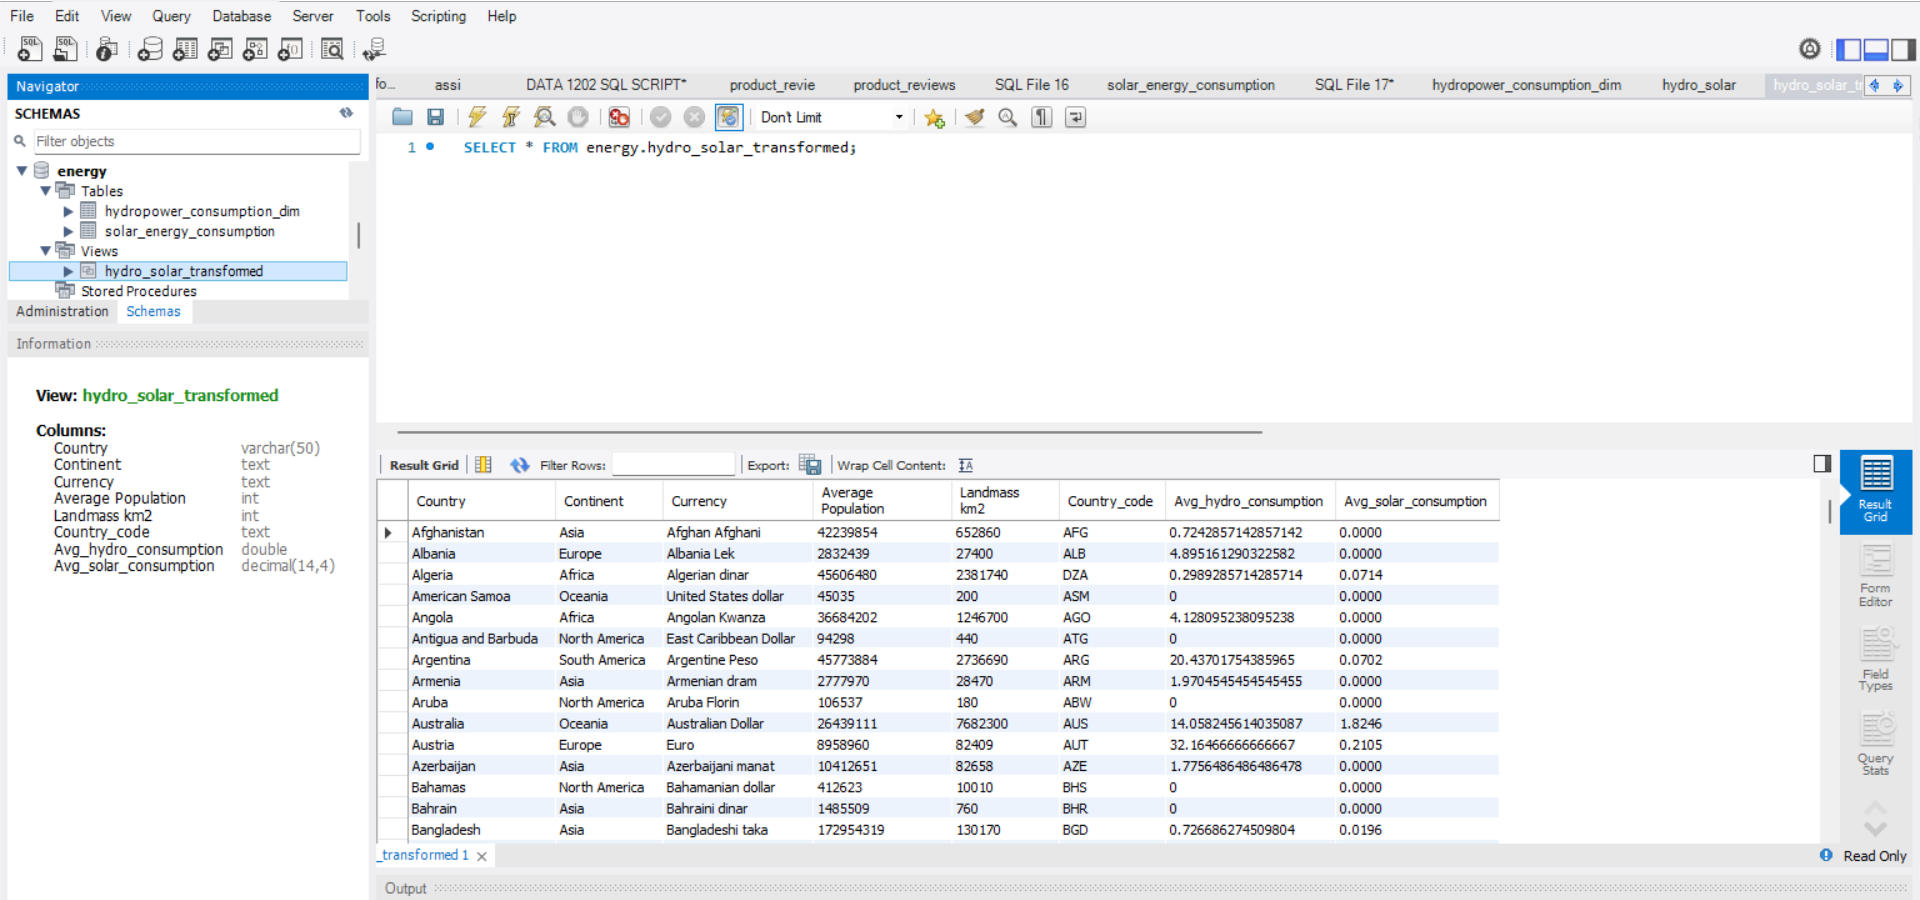 File Edit View Query Database Server Tools Scripting Help
Navigator
SCHEMAS
Filter objects
energy
Tables
hydropower_consumption_dim
solar_energy_consumption
Views
hydro_solar_transformed
Stored Procedures
Administration Schemas
Information
View: hydro_solar_transformed
Columns:
Country varchar(50)
Continent text
Currency text
Average Population int
Landmass km2 int
Country_code text
Avg_hydro_consumption double
Avg_solar_consumption decimal(14,4)
fo... assi DATA 1202 SQL SCRIPT* product_revie product_reviews SQL File 16 solar_energy_consumption SQL File 17* hydropower_consumption_dim hydro_solar hydro_solar_tr
Don't Limit
1 SELECT * FROM energy.hydro_solar_transformed;
Result Grid Filter Rows: Export: Wrap Cell Content: IA
Country Continent Currency Average Population Landmass km2 Country_code Avg_hydro_consumption Avg_solar_consumption
Afghanistan Asia Afghan Afghani 42239854 652860 AFG 0.7242857142857142 0.0000
Albania Europe Albania Lek 2832439 27400 ALB 4.895161290322582 0.0000
Algeria Africa Algerian dinar 45606480 2381740 DZA 0.2989285714285714 0.0714
American Samoa Oceania United States dollar 45035 200 ASM 0 0.0000
Angola Africa Angolan Kwanza 36684202 1246700 AGO 4.128095238095238 0.0000
Antigua and Barbuda North America East Caribbean Dollar 94298 440 ATG 0 0.0000
Argentina South America Argentine Peso 45773884 2736690 ARG 20.43701754385965 0.0702
Armenia Asia Armenian dram 2777970 28470 ARM 1.9704545454545455 0.0000
Aruba North America Aruba Florin 106537 180 ABW 0 0.0000
Australia Oceania Australian Dollar 26439111 7682300 AUS 14.058245614035087 1.8246
Austria Europe Euro 8958960 82409 AUT 32.16466666666667 0.2105
Azerbaijan Asia Azerbaijani manat 10412651 82658 AZE 1.7756486486486478 0.0000
Bahamas North America Bahamanian dollar 412623 10010 BHS 0 0.0000
Bahrain Asia Bahraini dinar 1485509 760 BHR 0 0.0000
Bangladesh Asia Bangladeshi taka 172954319 130170 BGD 0.726686274509804 0.0196
Result Grid
Form Editor
Field Types
Query Stats
_transformed 1
Read Only
Output